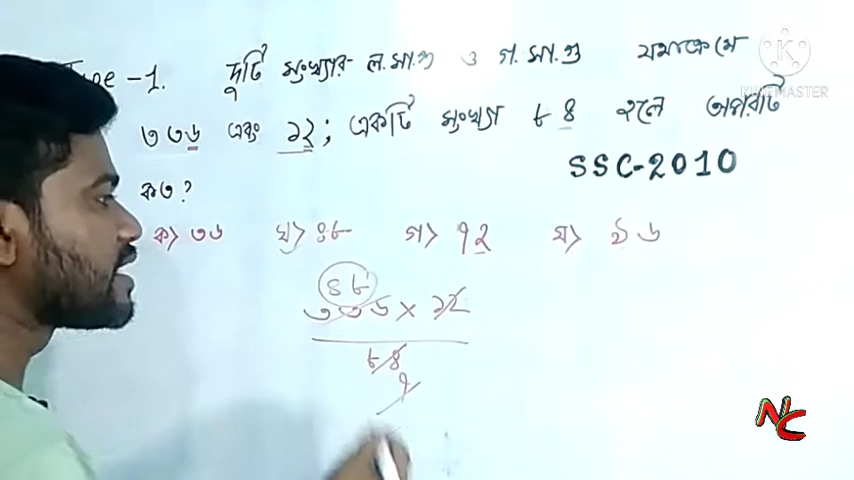 Type -1. দুটি সংখ্যার ল.সা.গু ও গ.সা.গু যথাক্রমে
৩৩৬ এবং ১২; একটি সংখ্যা ৮৪ হলে অপরটি
কত?
SSC-2010
ক> ৩৬ খ> ৪৮ গ> ৭২ ঘ> ৯৬
৪৮
৩৩৬ × ১২
৮৪
৭
KINEMASTER
NC